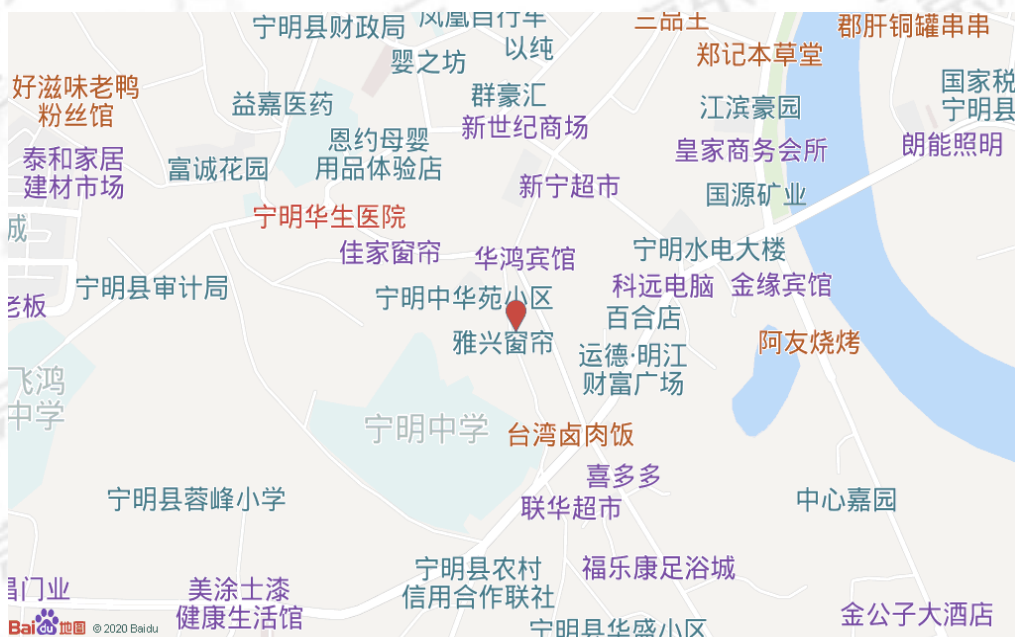 凤凰自行车
三品王
郡肝铜罐串串
宁明县财政局
以纯
郑记本草堂
婴之坊
国家税
宁明县
好滋味老鸭
粉丝馆
益嘉医药
群豪汇
江滨豪园
新世纪商场
恩约母婴
用品体验店
皇家商务会所
朗能照明
泰和家居
建材市场
富诚花园
新宁超市
国源矿业
成
宁明华生医院
佳家窗帘
华鸿宾馆
宁明水电大楼
宁明县审计局
科远电脑
金缘宾馆
老板
宁明中华苑小区
百合店
雅兴窗帘
运德·明江
财富广场
阿友烧烤
飞鸿
中学
宁明中学
台湾卤肉饭
喜多多
宁明县蓉峰小学
联华超市
中心嘉园
宁明县农村
信用合作联社
福乐康足浴城
昌门业
美涂士漆
健康生活馆
金公子大酒店
宁明县华盛小区
Bai du 地图 © 2020 Baidu